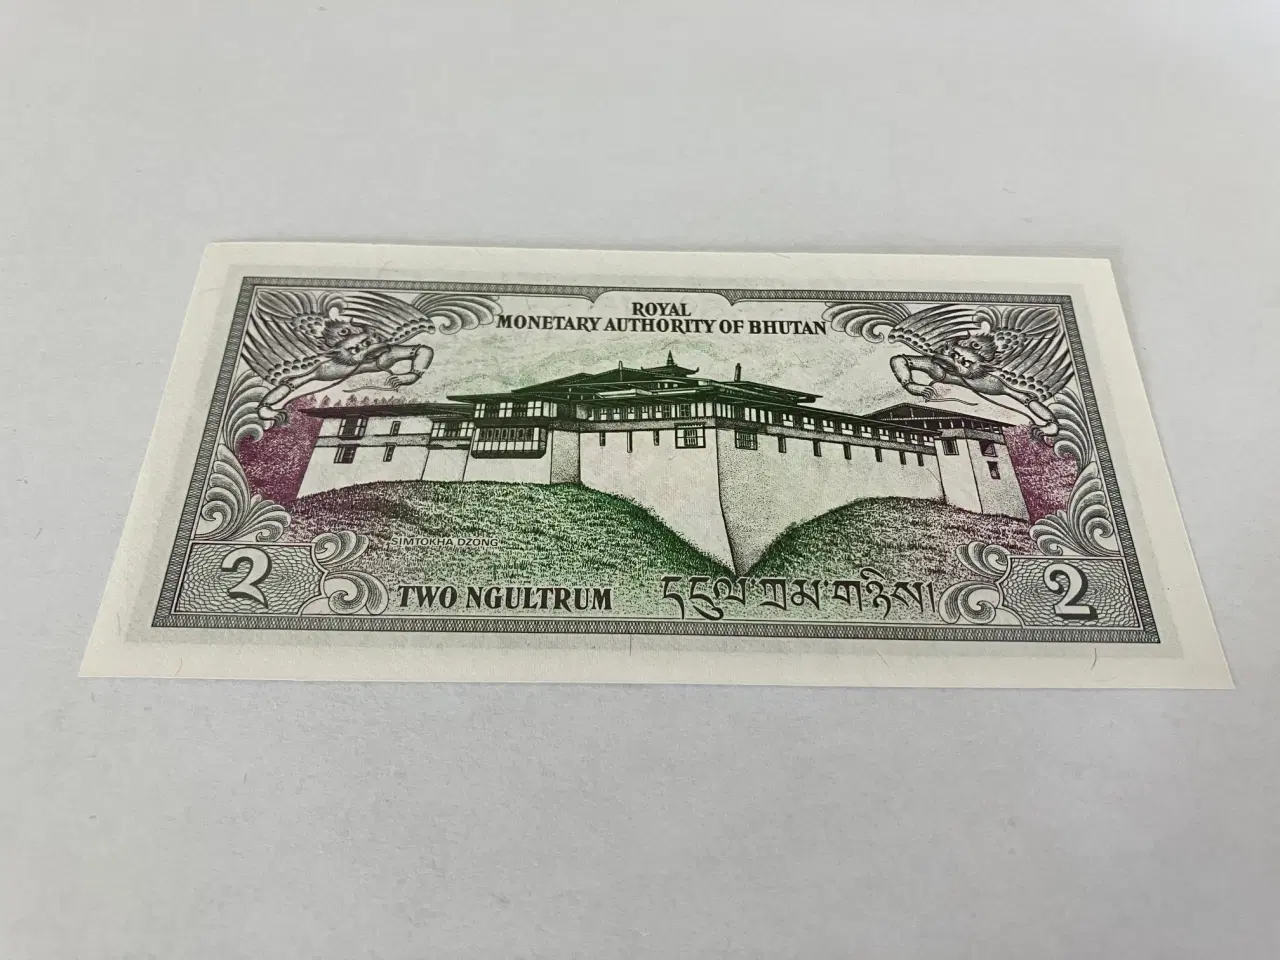 ROYAL
MONETARY AUTHORITY OF BHUTAN
SIMTOKHA DZONG
2
TWO NGULTRUM
དངུལ་ཀྲམ་གཉིས།
2